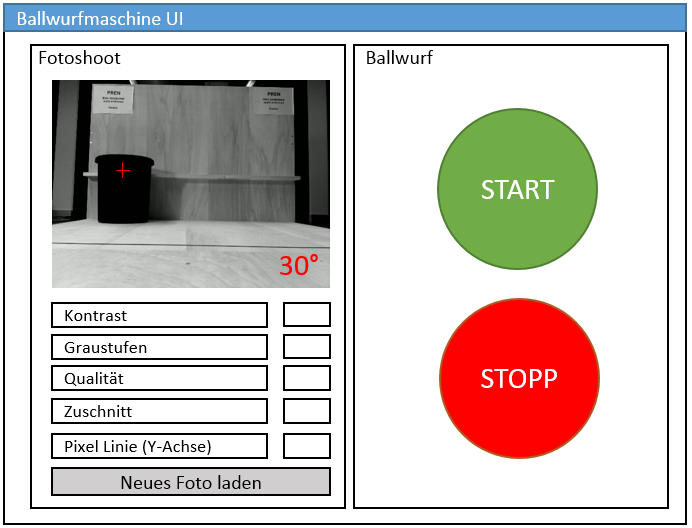 Ballwurfmaschine UI
Fotoshoot
PREN
PREN
30°
Kontrast
Graustufen
Qualität
Zuschnitt
Pixel Linie (Y-Achse)
Neues Foto laden
Ballwurf
START
STOPP